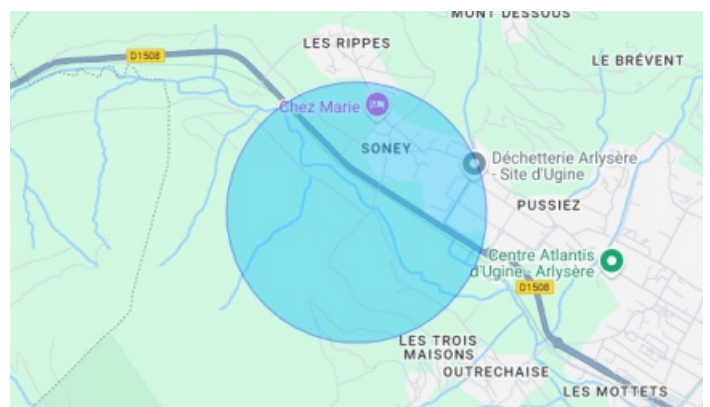 MONT DESSOUS
LES RIPPES
D1508
LE BRÉVENT
Chez Marie
SONEY
Déchetterie Arlysère
- Site d'Ugine
PUSSIEZ
Centre Atlantis
d'Ugine - Arlysère
D1508
LES TROIS
MAISONS
OUTRECHAISE
LES MOTTETS